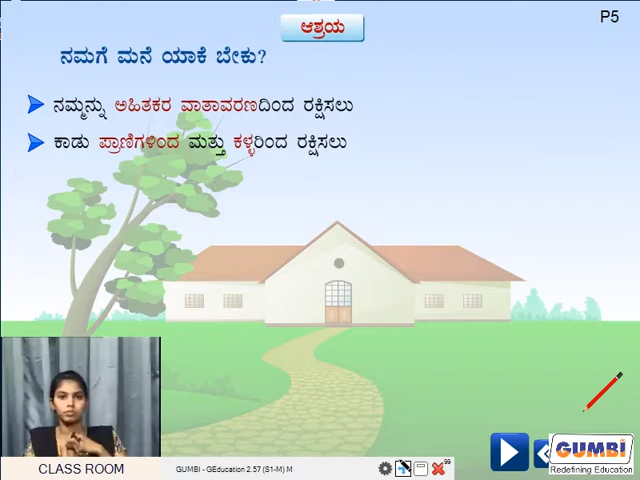 ಆಶ್ರಯ
P5
ನಮಗೆ ಮನೆ ಯಾಕೆ ಬೇಕು?
ನಮ್ಮನ್ನು ಅಹಿತಕರ ವಾತಾವರಣದಿಂದ ರಕ್ಷಿಸಲು
ಕಾಡು ಪ್ರಾಣಿಗಳಿಂದ ಮತ್ತು ಕಳ್ಳರಿಂದ ರಕ್ಷಿಸಲು
GUMBi
Redefining Education
CLASS ROOM
GUMBI - GEducation 2.57 (S1-M) M
99